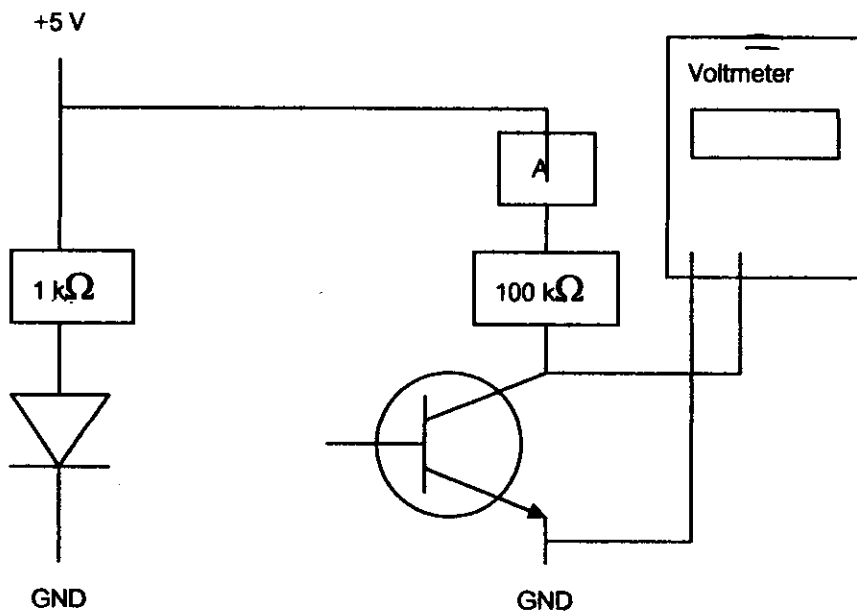 +5 V
Voltmeter
A
1 kΩ
100 kΩ
GND
GND